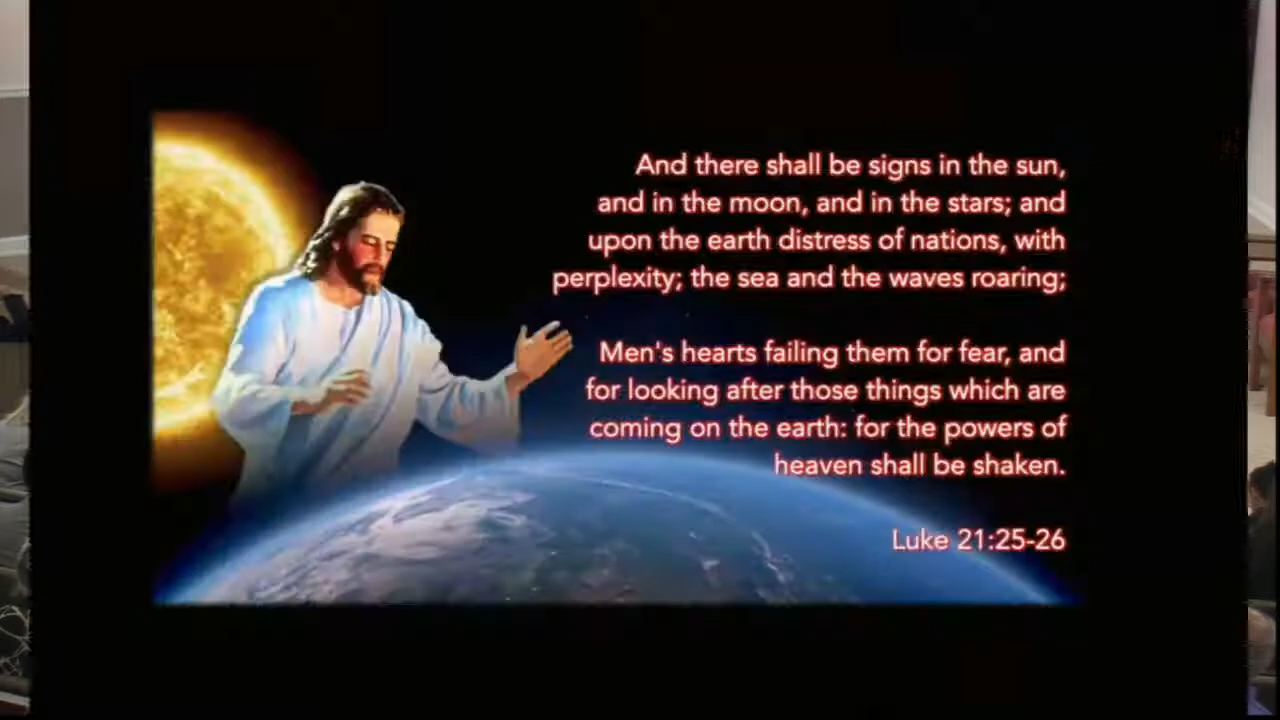 And there shall be signs in the sun,
and in the moon, and in the stars; and
upon the earth distress of nations, with
perplexity; the sea and the waves roaring;
Men's hearts failing them for fear, and
for looking after those things which are
coming on the earth: for the powers of
heaven shall be shaken.
Luke 21:25-26